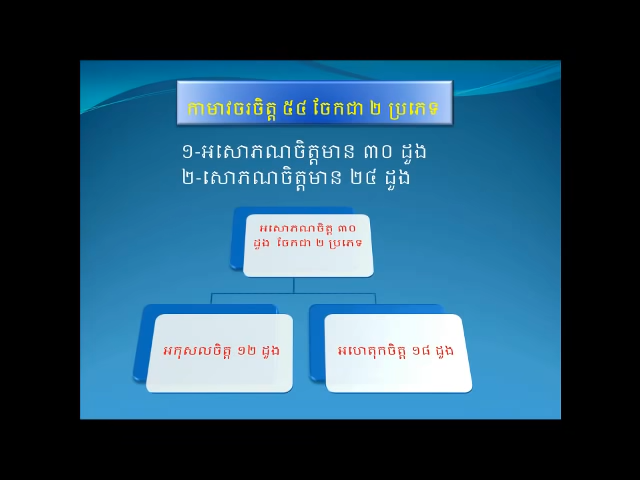 កាមាវចរចិត្ត ៥៤ ចែកជា ២ ប្រភេទ
១-អសោភណចិត្តមាន ៣០ ដួង
២-សោភណចិត្តមាន ២៤ ដួង
អសោភណចិត្ត ៣០
ដួង ចែកជា ២ ប្រភេទ
អកុសលចិត្ត ១២ ដួង
អហេតុកចិត្ត ១៨ ដួង